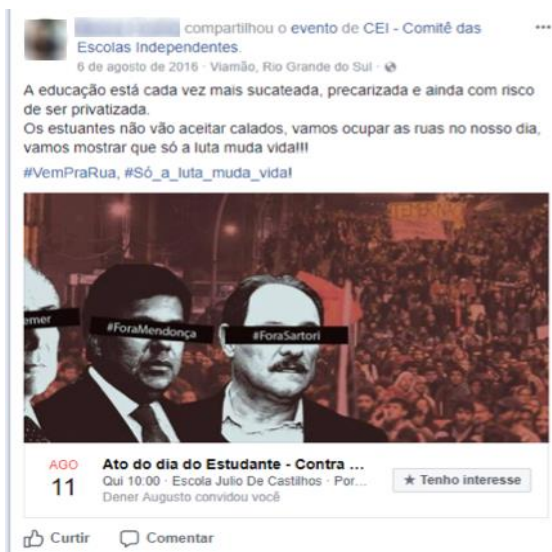 compartilhou o evento de CEI - Comitê das
Escolas Independentes.
6 de agosto de 2016 · Viamão, Rio Grande do Sul ·
A educação está cada vez mais sucateada, precarizada e ainda com risco
de ser privatizada.
Os estuantes não vão aceitar calados, vamos ocupar as ruas no nosso dia,
vamos mostrar que só a luta muda vida!!!
#VemPraRua, #Só_a_luta_muda_vida!
emer
#ForaMendonça
#ForaSartori
AGO
11
Ato do dia do Estudante - Contra ...
Qui 10:00 · Escola Julio De Castilhos · Por...
Dener Augusto convidou você
★ Tenho interesse
Curtir
Comentar